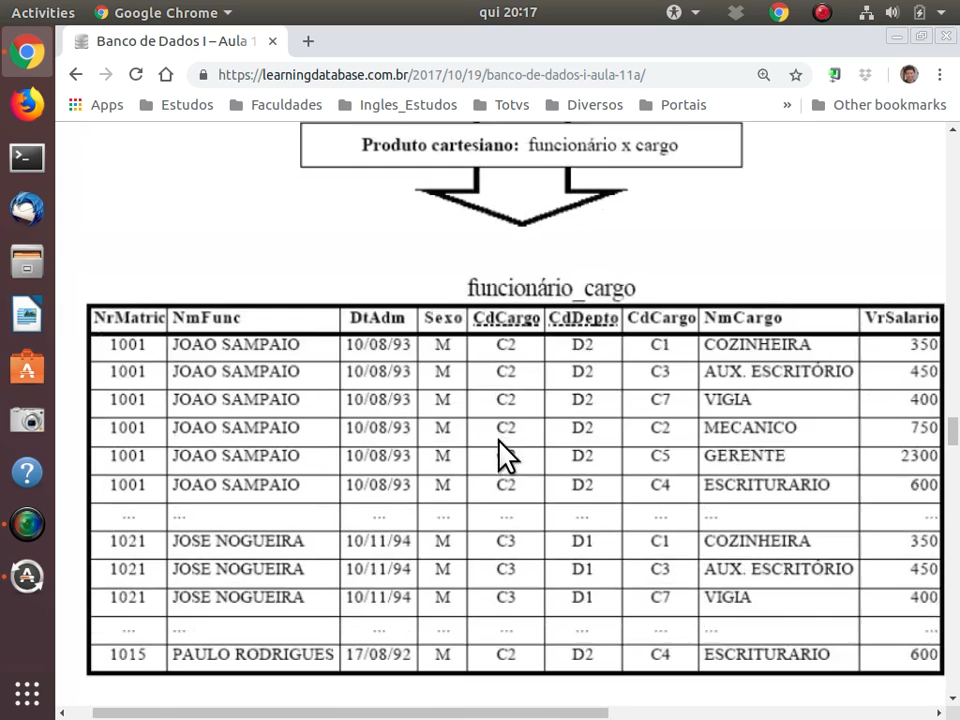 Activities Google Chrome qui 20:17
Banco de Dados I – Aula 1
https://learningdatabase.com.br/2017/10/19/banco-de-dados-i-aula-11a/
Apps Estudos Faculdades Ingles_Estudos Totvs Diversos Portais » Other bookmarks
Produto cartesiano: funcionário x cargo
funcionário_cargo
NrMatric NmFunc DtAdm Sexo CdCargo CdDepto CdCargo NmCargo VrSalario
1001 JOAO SAMPAIO 10/08/93 M C2 D2 C1 COZINHEIRA 350
1001 JOAO SAMPAIO 10/08/93 M C2 D2 C3 AUX. ESCRITÓRIO 450
1001 JOAO SAMPAIO 10/08/93 M C2 D2 C7 VIGIA 400
1001 JOAO SAMPAIO 10/08/93 M C2 D2 C2 MECANICO 750
1001 JOAO SAMPAIO 10/08/93 M D2 C5 GERENTE 2300
1001 JOAO SAMPAIO 10/08/93 M C2 D2 C4 ESCRITURARIO 600
... ... ... ... ... ... ... ... ...
1021 JOSE NOGUEIRA 10/11/94 M C3 D1 C1 COZINHEIRA 350
1021 JOSE NOGUEIRA 10/11/94 M C3 D1 C3 AUX. ESCRITÓRIO 450
1021 JOSE NOGUEIRA 10/11/94 M C3 D1 C7 VIGIA 400
... ... ... ... ... ... ... ... ...
1015 PAULO RODRIGUES 17/08/92 M C2 D2 C4 ESCRITURARIO 600